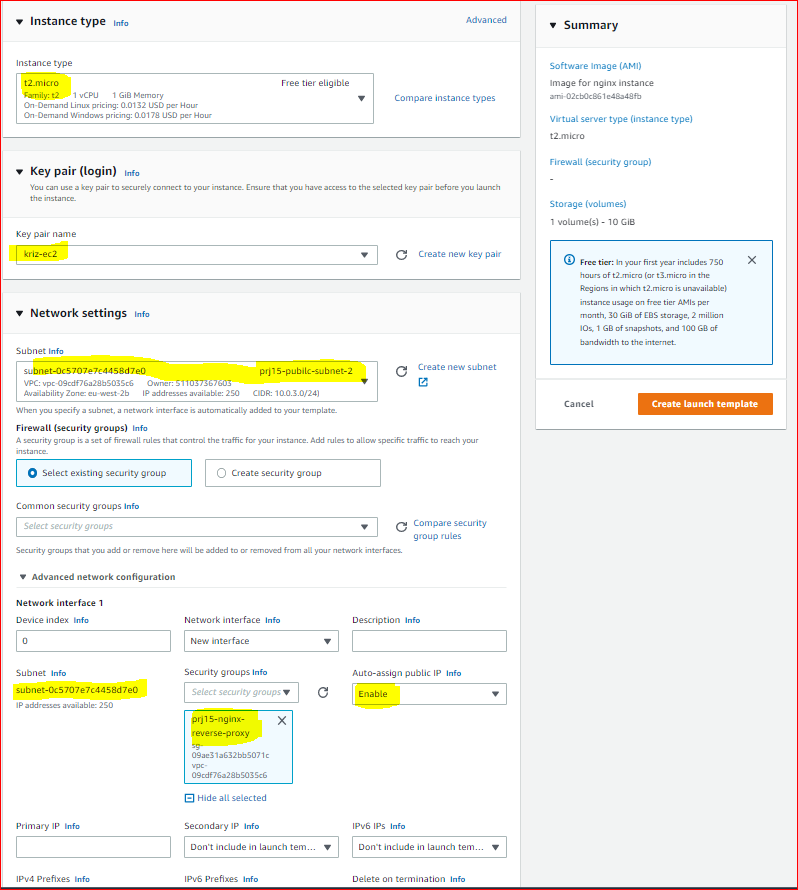 Instance type Info
Advanced
Instance type
t2.micro
Free tier eligible
Family: t2 1 vCPU 1 GiB Memory
On-Demand Linux pricing: 0.0132 USD per Hour
On-Demand Windows pricing: 0.0178 USD per Hour
Compare instance types
Key pair (login) Info
You can use a key pair to securely connect to your instance. Ensure that you have access to the selected key pair before you launch
the instance.
Key pair name
kriz-ec2
Create new key pair
Network settings Info
Subnet Info
subnet-0c5707e7c4458d7e0 prj15-pubilc-subnet-2
VPC: vpc-09cdf76a28b5035c6 Owner: 511037367603
Availability Zone: eu-west-2b IP addresses available: 250 CIDR: 10.0.3.0/24)
Create new subnet
When you specify a subnet, a network interface is automatically added to your template.
Firewall (security groups) Info
A security group is a set of firewall rules that control the traffic for your instance. Add rules to allow specific traffic to reach your
instance.
Select existing security group
Create security group
Common security groups Info
Select security groups
Compare security
group rules
Security groups that you add or remove here will be added to or removed from all your network interfaces.
Advanced network configuration
Network interface 1
Device index Info
Network interface Info
Description Info
0
New interface
Subnet Info
Security groups Info
Auto-assign public IP Info
subnet-0c5707e7c4458d7e0
IP addresses available: 250
Select security groups
Enable
prj15-nginx-
reverse-proxy
sg-
09ae31a632bb5071c
vpc-
09cdf76a28b5035c6
Hide all selected
Primary IP Info
Secondary IP Info
IPv6 IPs Info
Don't include in launch tem...
Don't include in launch tem...
IPv4 Prefixes Info
IPv6 Prefixes Info
Delete on termination Info
Summary
Software Image (AMI)
Image for nginx instance
ami-02cb0c861e48a48fb
Virtual server type (instance type)
t2.micro
Firewall (security group)
-
Storage (volumes)
1 volume(s) - 10 GiB
Free tier: In your first year includes 750
hours of t2.micro (or t3.micro in the
Regions in which t2.micro is unavailable)
instance usage on free tier AMIs per
month, 30 GiB of EBS storage, 2 million
IOs, 1 GB of snapshots, and 100 GB of
bandwidth to the internet.
Cancel
Create launch template